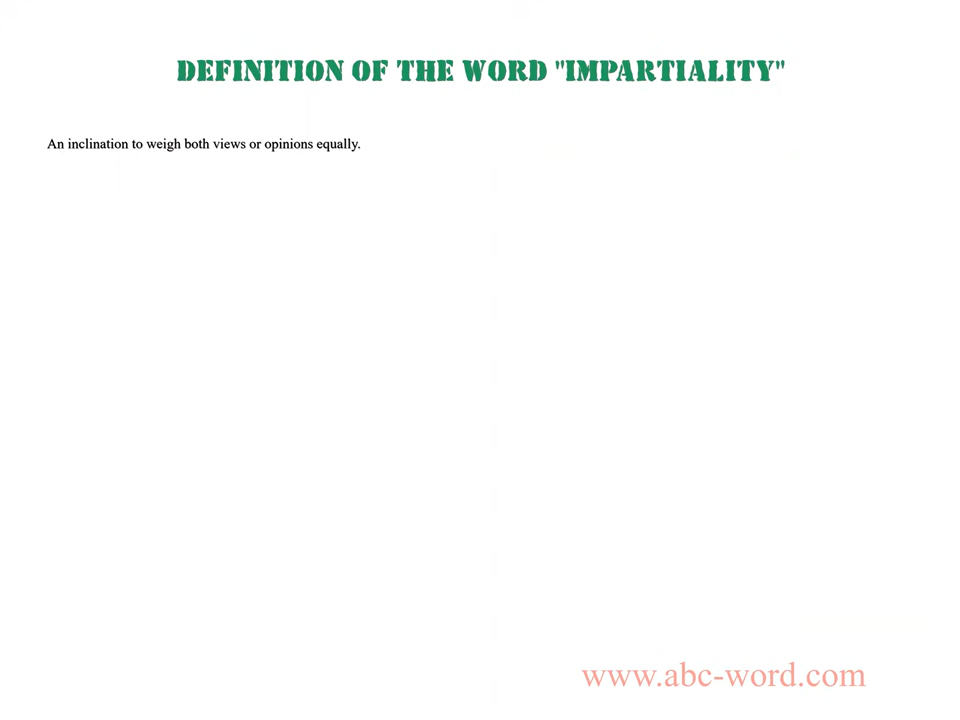 DEFINITION OF THE WORD "IMPARTIALITY"
An inclination to weigh both views or opinions equally.
www.abc-word.com